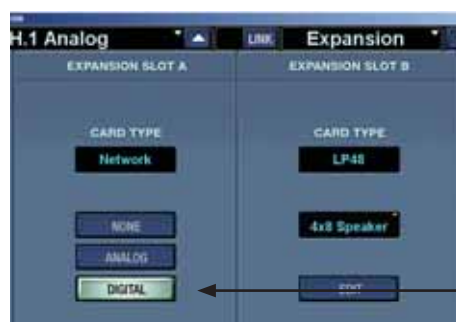 H.1 Analog
LINK
Expansion
EXPANSION SLOT A
EXPANSION SLOT B
CARD TYPE
CARD TYPE
Network
LP48
NONE
4x8 Speaker
ANALOG
DIGITAL
EDIT